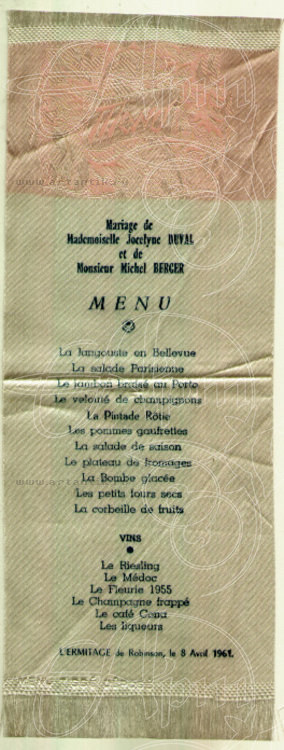 Mariage de
Mademoiselle Jocelyne DUVAL
et de
Monsieur Michel BERGER
MENU
La langouste en Bellevue
La salade Parisienne
Le jambon braisé au Porto
Le velouté de champignons
La Pintade Rôtie
Les pommes gaufrettes
La salade de saison
Le plateau de fromages
La Bombe glacée
Les petits fours secs
La corbeille de fruits
VINS
Le Riesling
Le Médoc
Le Fleurie 1955
Le Champagne frappé
Le café Cona
Les liqueurs
L'ERMITAGE de Robinson, le 8 Avril 1961.